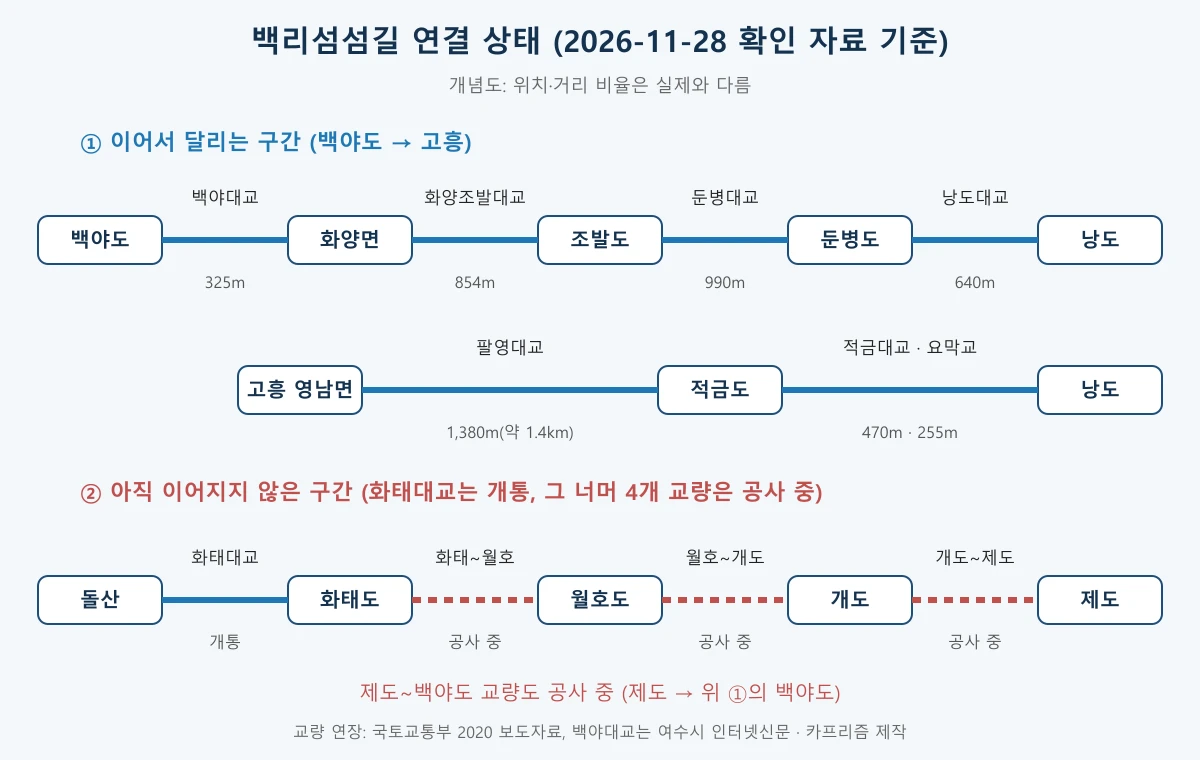 백리섬섬길 연결 상태 (2026-11-28 확인 자료 기준)
개념도: 위치·거리 비율은 실제와 다름
① 이어서 달리는 구간 (백야도 → 고흥)
백야대교 화양조발대교 둔병대교 낭도대교
백야도 화양면 조발도 둔병도 낭도
325m 854m 990m 640m
팔영대교 적금대교 · 요막교
고흥 영남면 적금도 낭도
1,380m(약 1.4km) 470m · 255m
② 아직 이어지지 않은 구간 (화태대교는 개통, 그 너머 4개 교량은 공사 중)
화태대교 화태~월호 월호~개도 개도~제도
돌산 화태도 월호도 개도 제도
개통 공사 중 공사 중 공사 중
제도~백야도 교량도 공사 중 (제도 → 위 ①의 백야도)
교량 연장: 국토교통부 2020 보도자료, 백야대교는 여수시 인터넷신문 · 카프리즘 제작